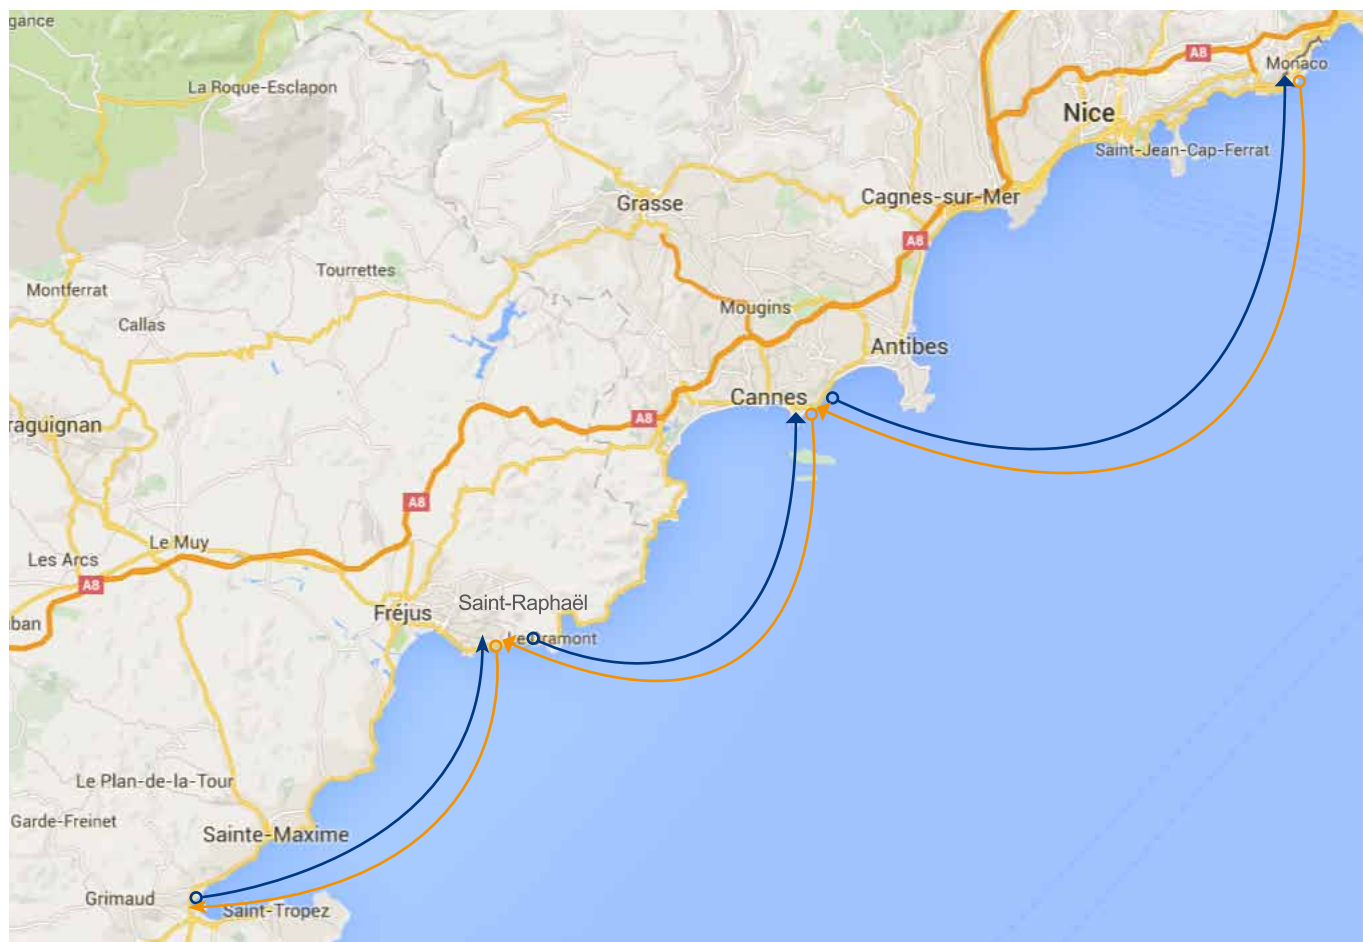 gance
La Roque-Esclapon
A8
Monaco
Nice
Saint-Jean-Cap-Ferrat
Grasse
Cagnes-sur-Mer
A8
Tourrettes
Montferrat
Callas
Mougins
Antibes
Cannes
raguignan
A8
A8
Le Muy
Les Arcs
A8
Fréjus
Saint-Raphaël
ban
ramont
Le Plan-de-la-Tour
Garde-Freinet
Sainte-Maxime
Grimaud
Saint-Tropez